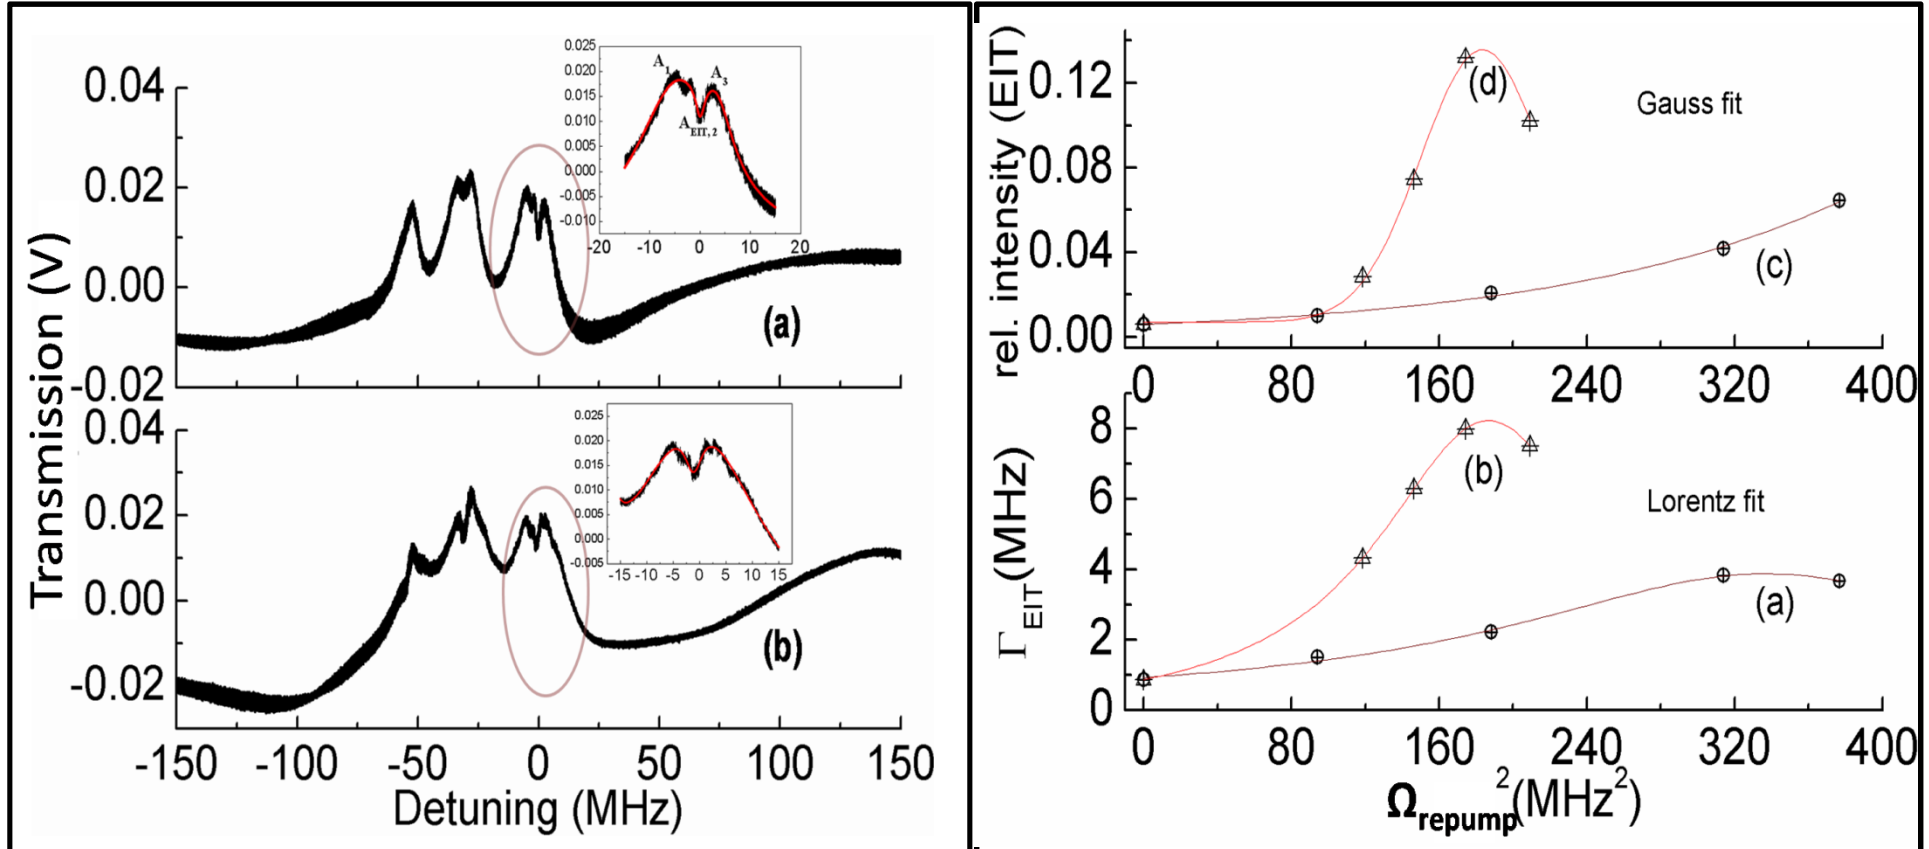 Transmission (V)
0.04
0.02
0.00
-0.02
(a)
0.025
0.020
0.015
0.010
0.005
0.000
-0.005
-0.010
-20 -10 0 10 20
A1
A3
AEIT, 2
0.04
0.02
0.00
-0.02
(b)
0.025
0.020
0.015
0.010
0.005
0.000
-0.005
-15 -10 -5 0 5 10 15
-150 -100 -50 0 50 100 150
Detuning (MHz)
rel. intensity (EIT)
0.12
0.08
0.04
0.00
(d)
Gauss fit
(c)
0 80 160 240 320 400
ΓEIT(MHz)
8
6
4
2
0
(b)
Lorentz fit
(a)
0 80 160 240 320 400
Ωrepump²(MHz²)